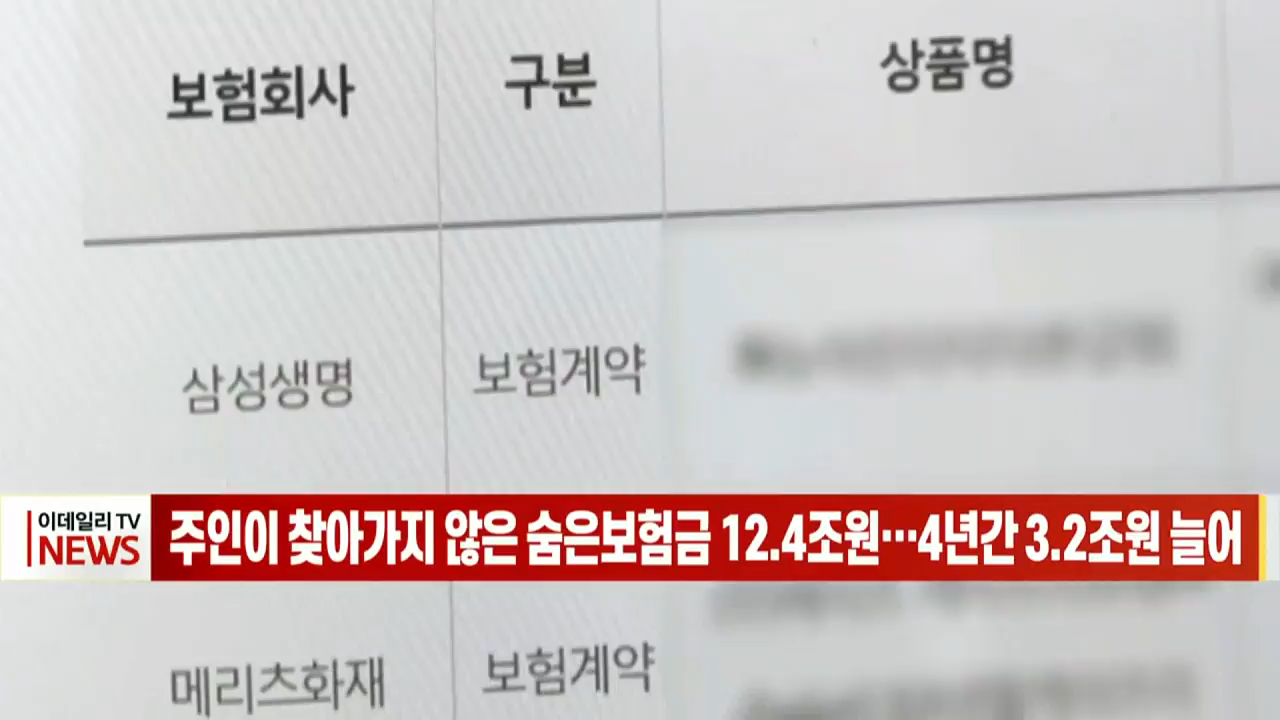 보험회사 구분 상품명
삼성생명 보험계약
이데일리 TV
NEWS
주인이 찾아가지 않은 숨은보험금 12.4조원…4년간 3.2조원 늘어
메리츠화재 보험계약